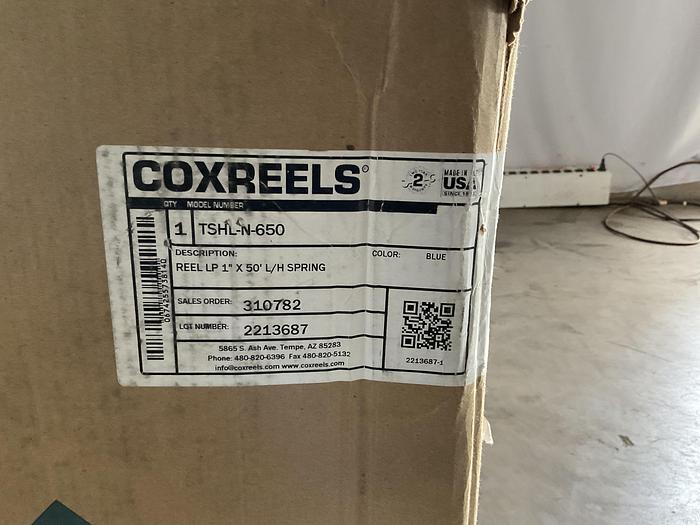 COXREELS®
2
MADE IN
USA
SINCE
QTY MODEL NUMBER
1 TSHL-N-650
DESCRIPTION: COLOR: BLUE
REEL LP 1" X 50' L/H SPRING
SALES ORDER: 310782
LOT NUMBER: 2213687
5865 S. Ash Ave. Tempe, AZ 85283
Phone: 480-820-6396 Fax 480-820-5132
info@coxreels.com www.coxreels.com
2213687-1